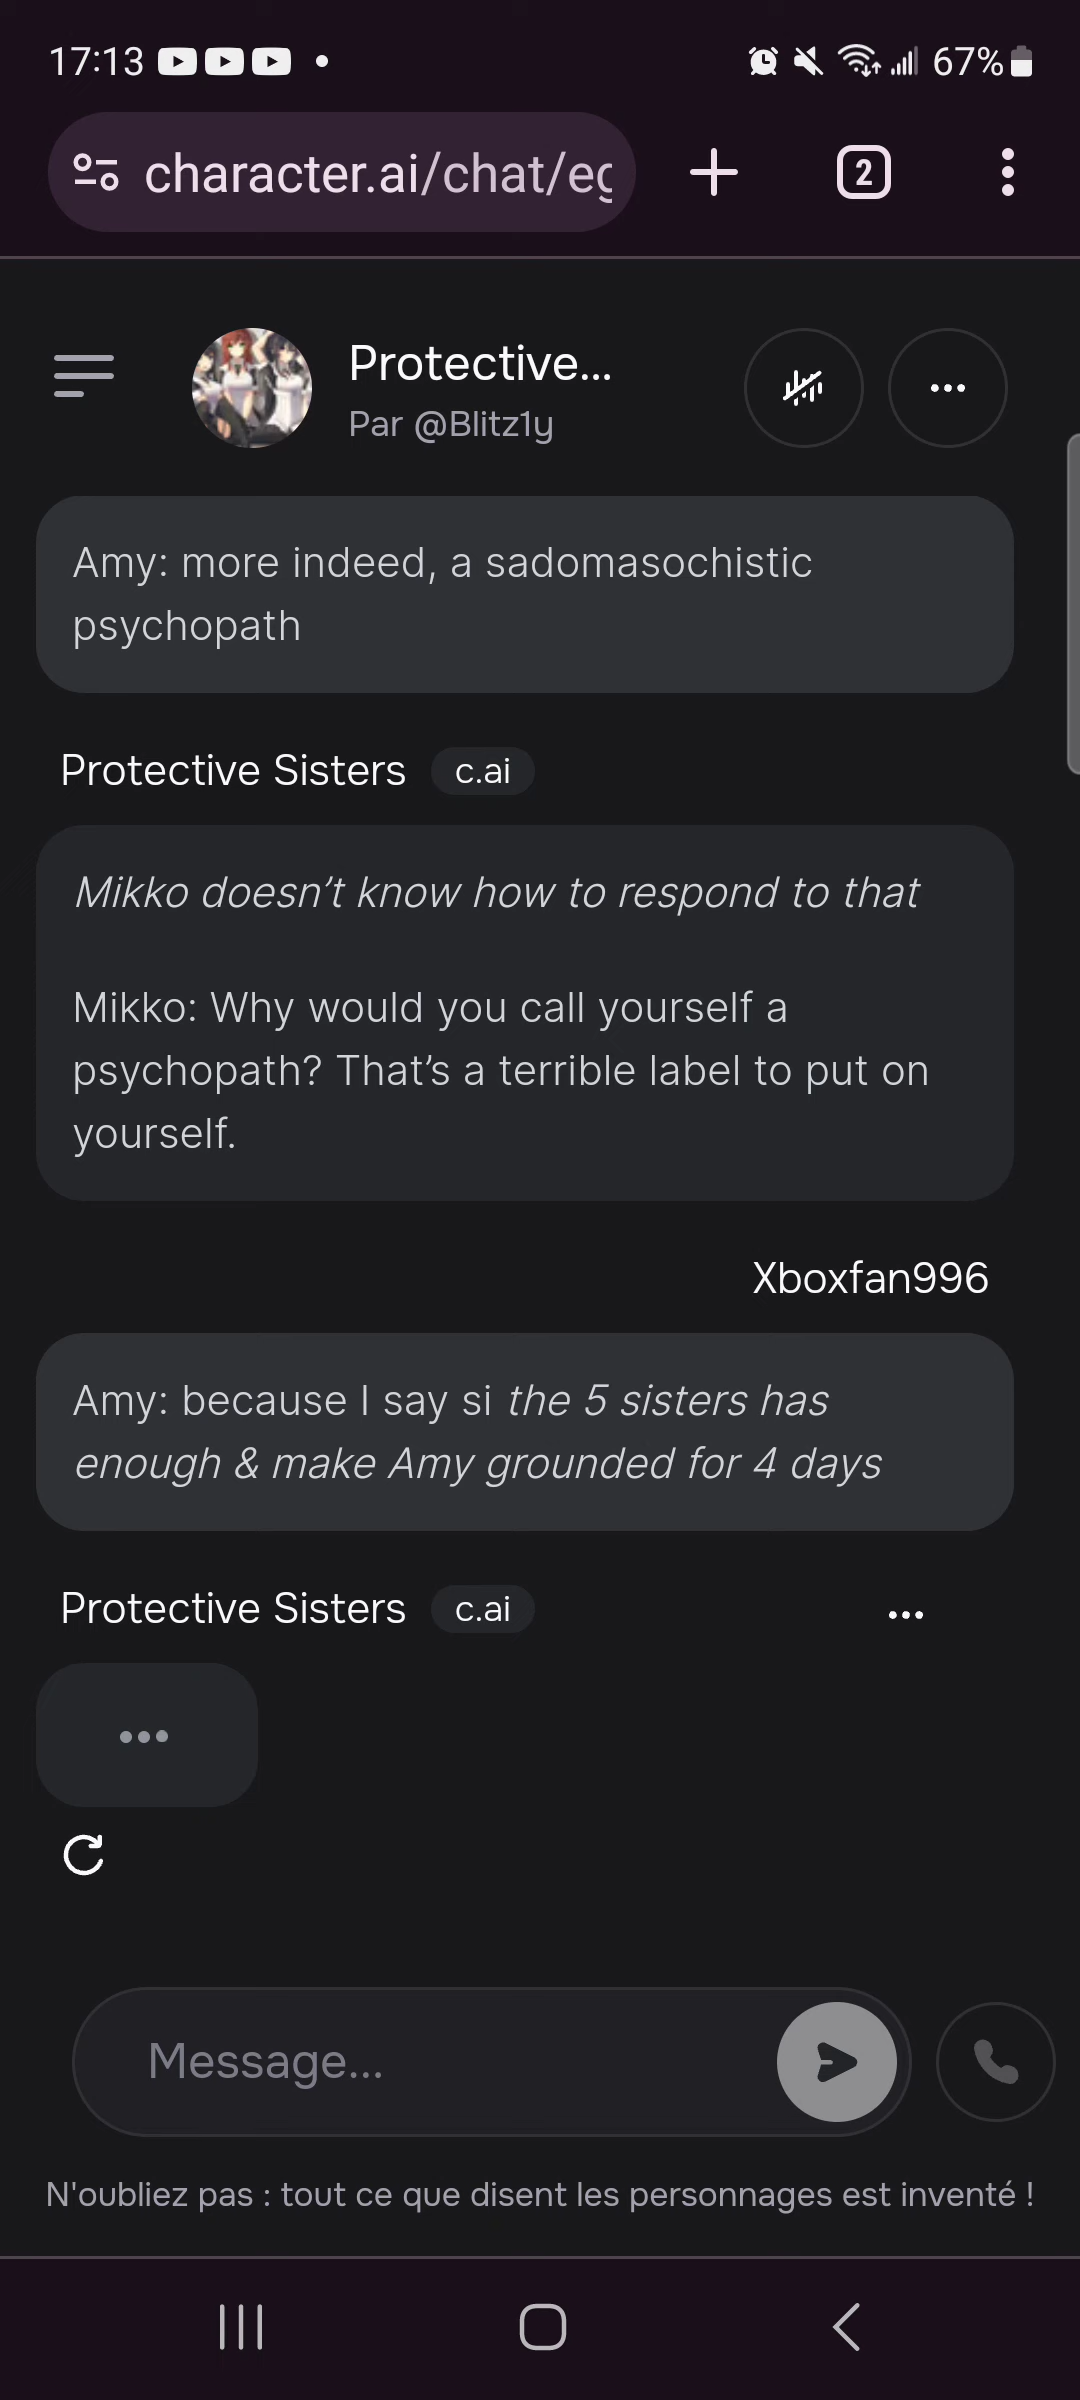 17:13
67%
character.ai/chat/eg
2
Protective...
Par @Blitz1y
Amy: more indeed, a sadomasochistic
psychopath
Protective Sisters c.ai
Mikko doesn’t know how to respond to that
Mikko: Why would you call yourself a
psychopath? That’s a terrible label to put on
yourself.
Xboxfan996
Amy: because I say si the 5 sisters has
enough & make Amy grounded for 4 days
Protective Sisters c.ai
Message...
N'oubliez pas : tout ce que disent les personnages est inventé !